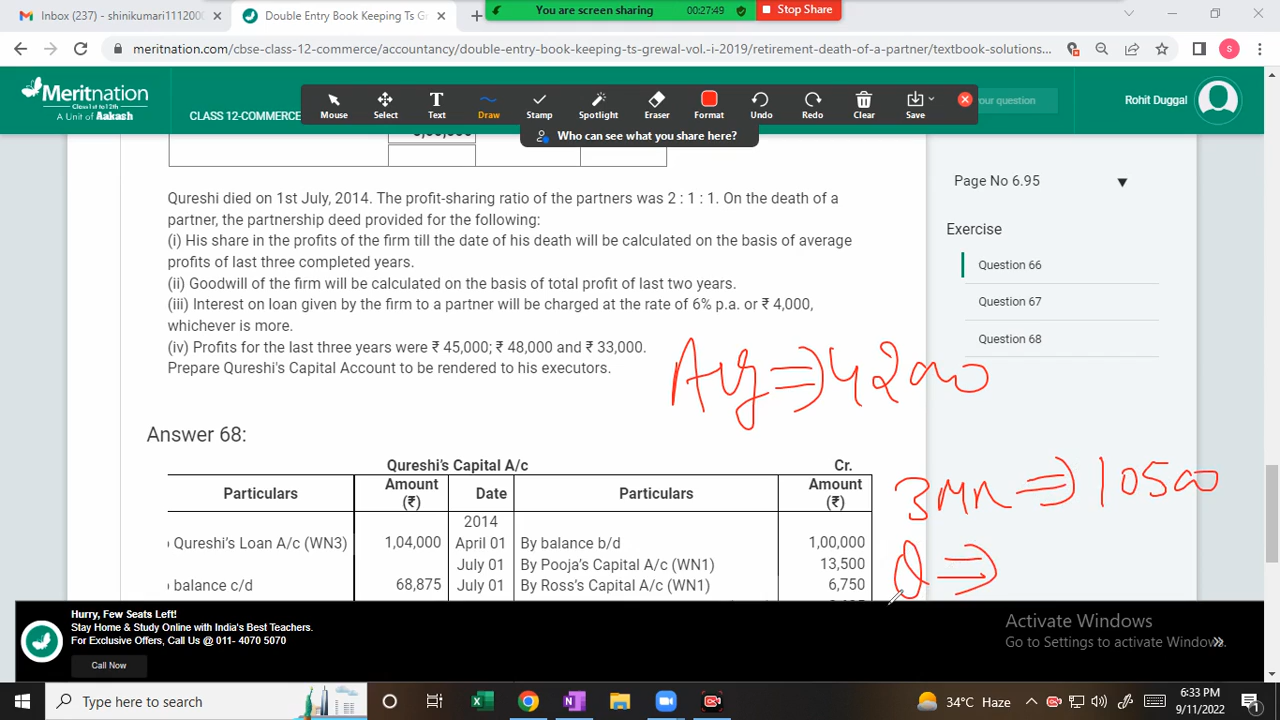 Inbox (237) - shinikumari111200
Double Entry Book Keeping Ts Gr
You are screen sharing
00:27:49
Stop Share
meritnation.com/cbse-class-12-commerce/accountancy/double-entry-book-keeping-ts-grewal-vol.-i-2019/retirement-death-of-a-partner/textbook-solutions...
S
Meritnation
Class 1st to 12th
A Unit of Aakash
CLASS 12-COMMERCE
Mouse Select Text Draw Stamp Spotlight Eraser Format Undo Redo Clear Save
your question
Rohit Duggal
Who can see what you share here?
Qureshi died on 1st July, 2014. The profit-sharing ratio of the partners was 2 : 1 : 1. On the death of a
partner, the partnership deed provided for the following:
(i) His share in the profits of the firm till the date of his death will be calculated on the basis of average
profits of last three completed years.
(ii) Goodwill of the firm will be calculated on the basis of total profit of last two years.
(iii) Interest on loan given by the firm to a partner will be charged at the rate of 6% p.a. or ₹ 4,000,
whichever is more.
(iv) Profits for the last three years were ₹ 45,000; ₹ 48,000 and ₹ 33,000.
Prepare Qureshi's Capital Account to be rendered to his executors.
Page No 6.95
Exercise
Question 66
Question 67
Question 68
Avg ⇒ 42000
Answer 68:
Qureshi's Capital A/c Cr.
Particulars Amount (₹) Date Particulars Amount (₹)
2014
Qureshi's Loan A/c (WN3) 1,04,000 April 01 By balance b/d 1,00,000
July 01 By Pooja's Capital A/c (WN1) 13,500
balance c/d 68,875 July 01 By Ross's Capital A/c (WN1) 6,750
3 Mn ⇒ 10500
Q ⇒
Hurry, Few Seats Left!
Stay Home & Study Online with India's Best Teachers.
For Exclusive Offers, Call Us @ 011- 4070 5070
Call Now
Activate Windows
Go to Settings to activate Windows.
Type here to search
34°C Haze
6:33 PM
9/11/2022